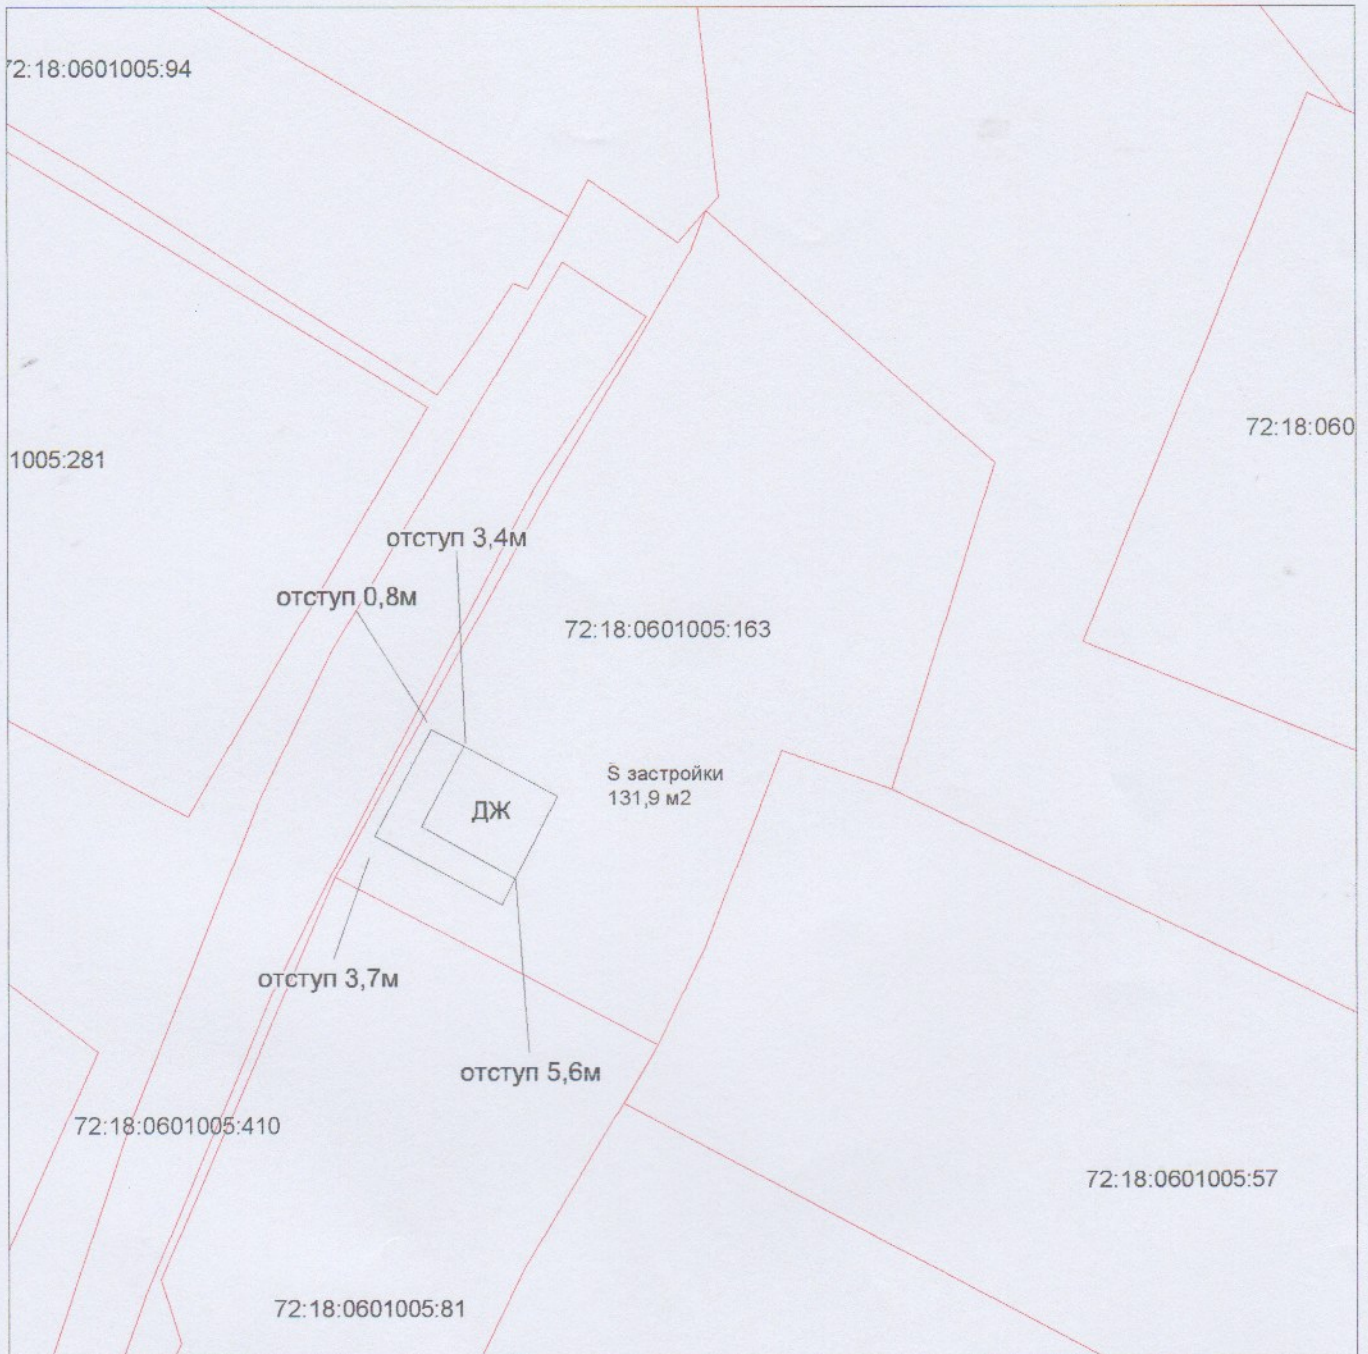 72:18:0601005:94
72:18:060
1005:281
отступ 3,4м
отступ 0,8м
72:18:0601005:163
S застройки
131,9 м2
ДЖ
отступ 3,7м
отступ 5,6м
72:18:0601005:410
72:18:0601005:57
72:18:0601005:81